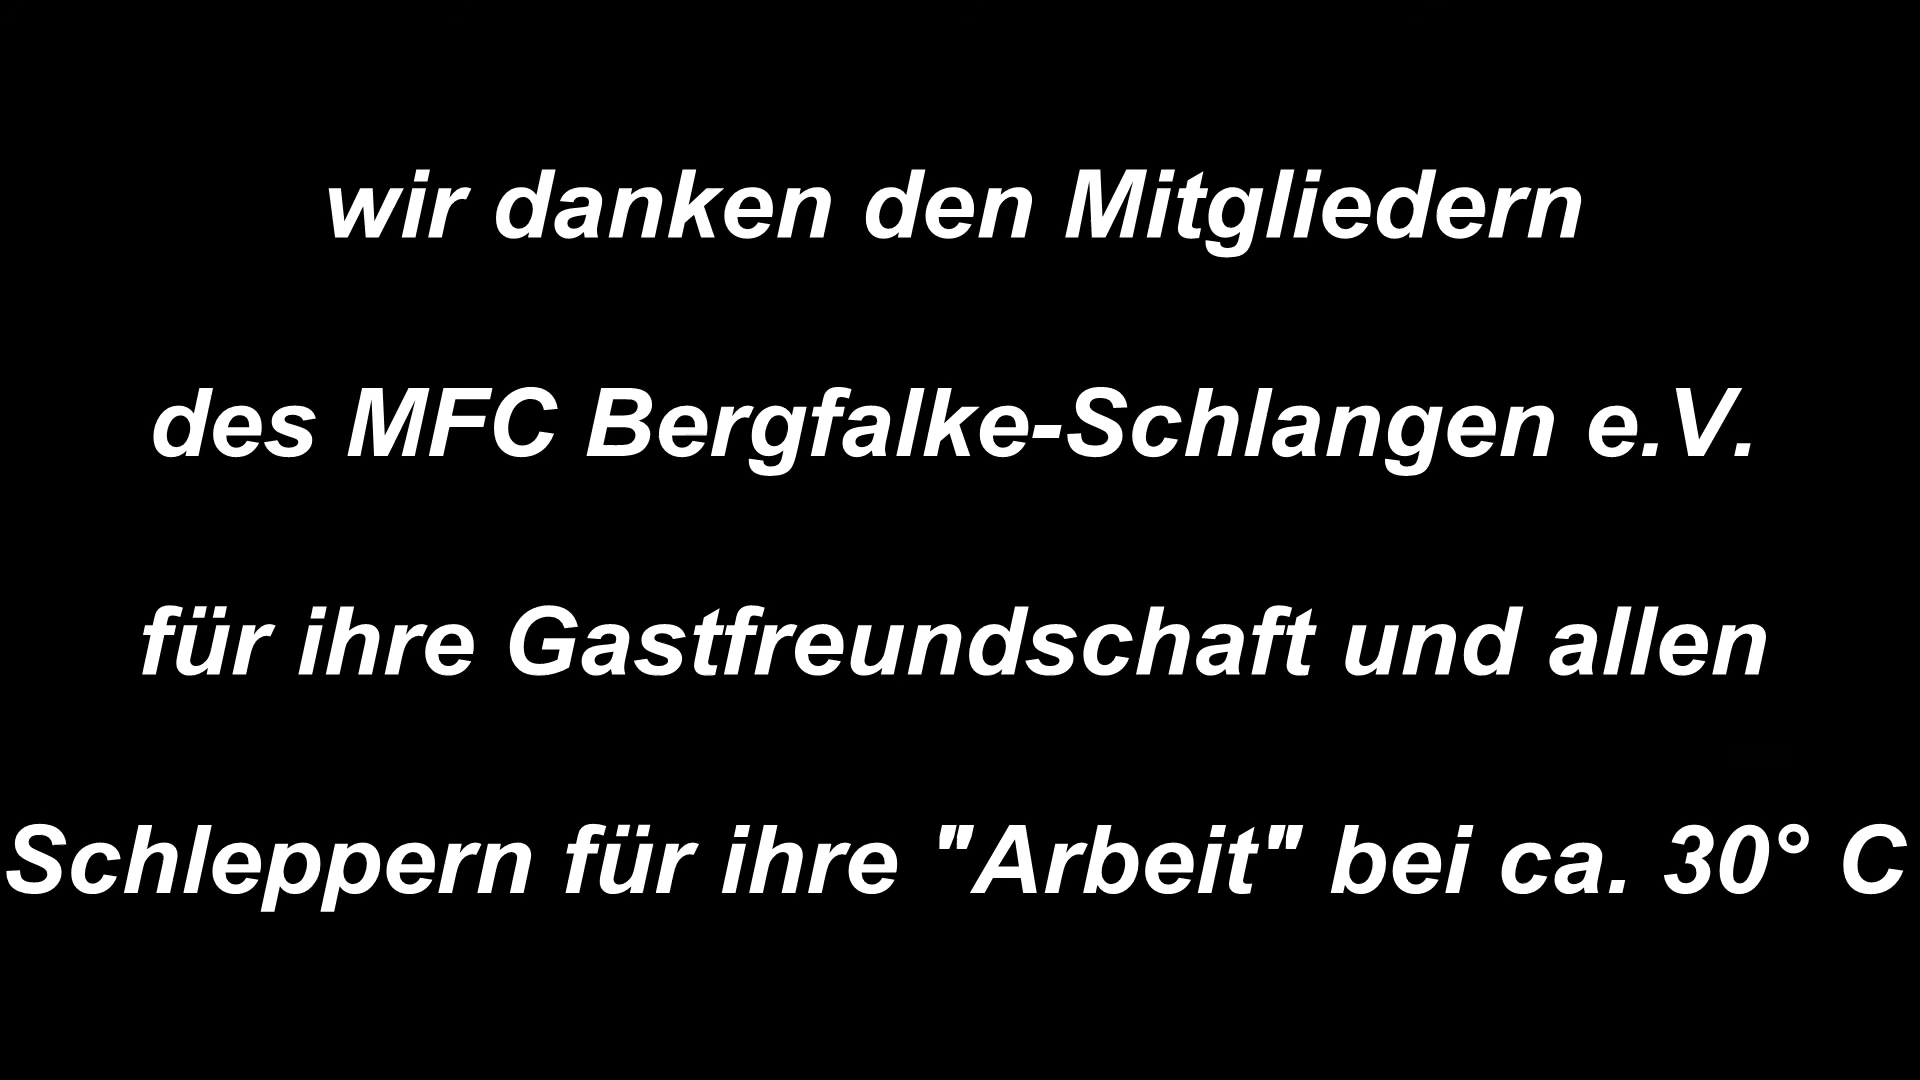 wir danken den Mitgliedern
des MFC Bergfalke-Schlangen e.V.
für ihre Gastfreundschaft und allen
Schleppern für ihre "Arbeit" bei ca. 30° C